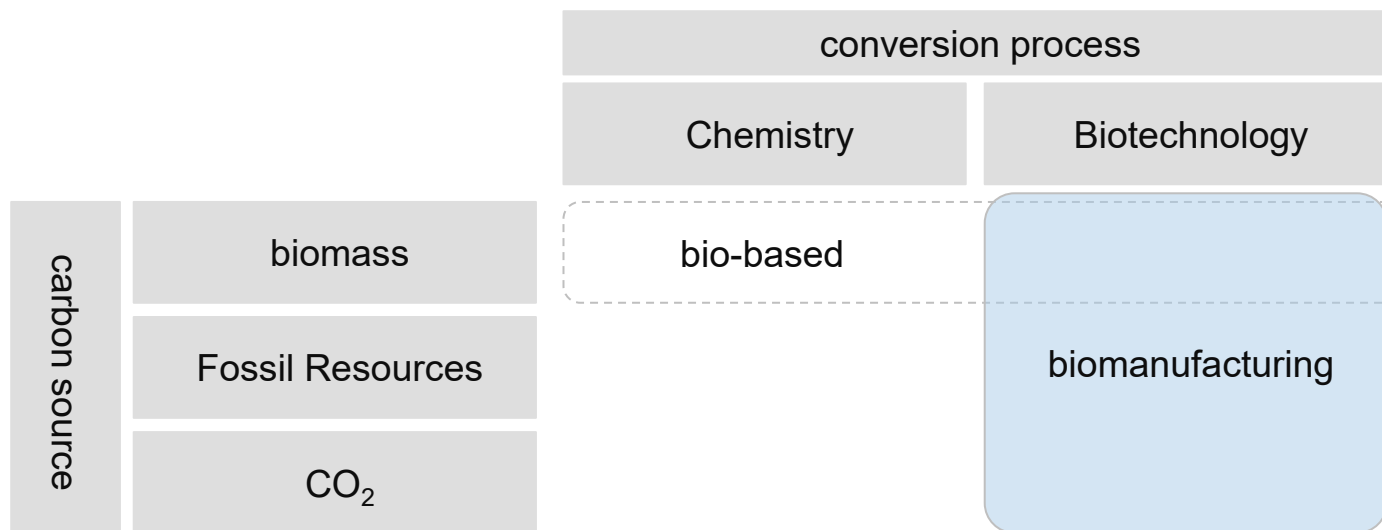 conversion process
Chemistry
Biotechnology
carbon source
biomass
bio-based
Fossil Resources
biomanufacturing
CO₂